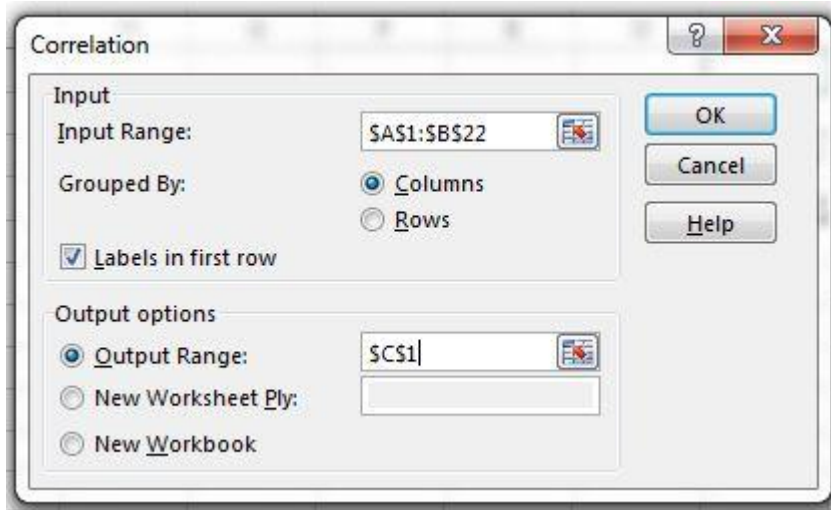 Correlation
?
X
Input
Input Range: $A$1:$B$22
OK
Grouped By: Columns
Cancel
Rows
Help
Labels in first row
Output options
Output Range: $C$1
New Worksheet Ply:
New Workbook